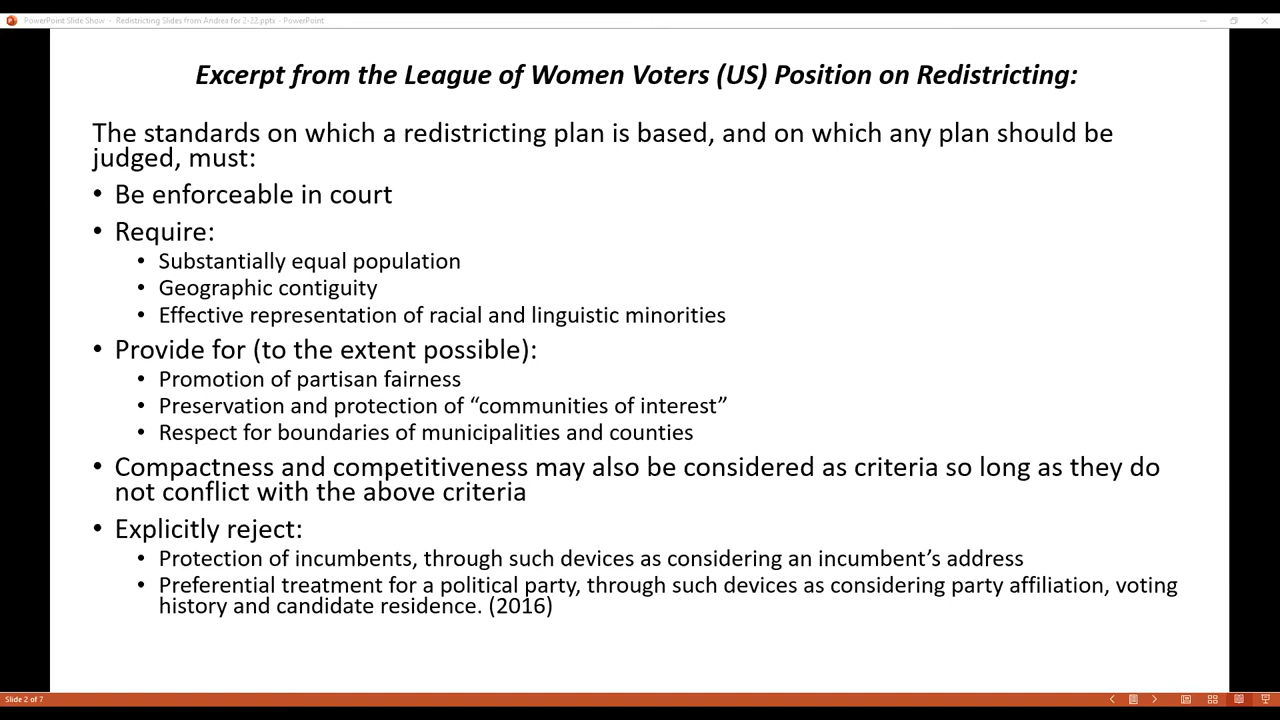 PowerPoint Slide Show - Redistricting Slides from Andrea for 2-22.pptx - PowerPoint
Excerpt from the League of Women Voters (US) Position on Redistricting:
The standards on which a redistricting plan is based, and on which any plan should be
judged, must:
• Be enforceable in court
• Require:
• Substantially equal population
• Geographic contiguity
• Effective representation of racial and linguistic minorities
• Provide for (to the extent possible):
• Promotion of partisan fairness
• Preservation and protection of “communities of interest”
• Respect for boundaries of municipalities and counties
• Compactness and competitiveness may also be considered as criteria so long as they do
not conflict with the above criteria
• Explicitly reject:
• Protection of incumbents, through such devices as considering an incumbent’s address
• Preferential treatment for a political party, through such devices as considering party affiliation, voting
history and candidate residence. (2016)
Slide 2 of 7